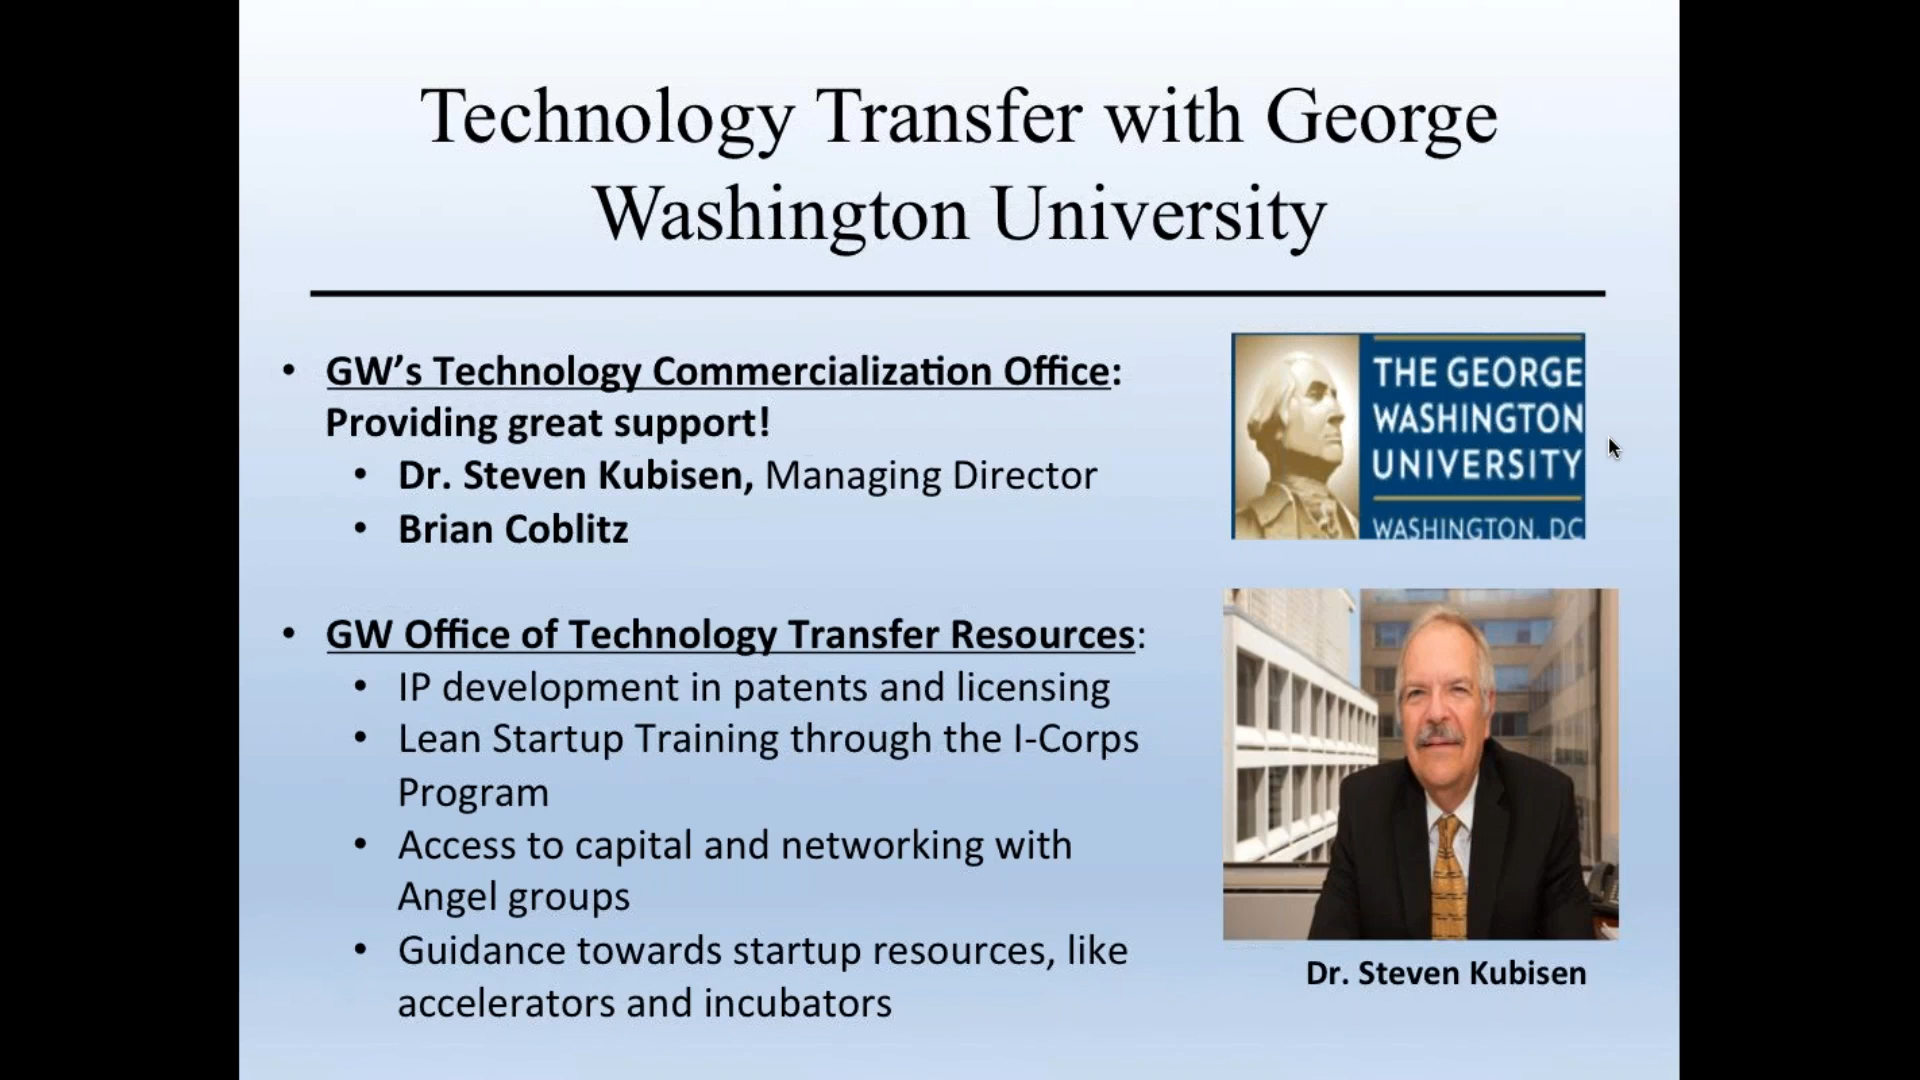 Technology Transfer with George
Washington University
• GW’s Technology Commercialization Office:
Providing great support!
• Dr. Steven Kubisen, Managing Director
• Brian Coblitz
• GW Office of Technology Transfer Resources:
• IP development in patents and licensing
• Lean Startup Training through the I-Corps
Program
• Access to capital and networking with
Angel groups
• Guidance towards startup resources, like
accelerators and incubators
THE GEORGE
WASHINGTON
UNIVERSITY
WASHINGTON, DC
Dr. Steven Kubisen